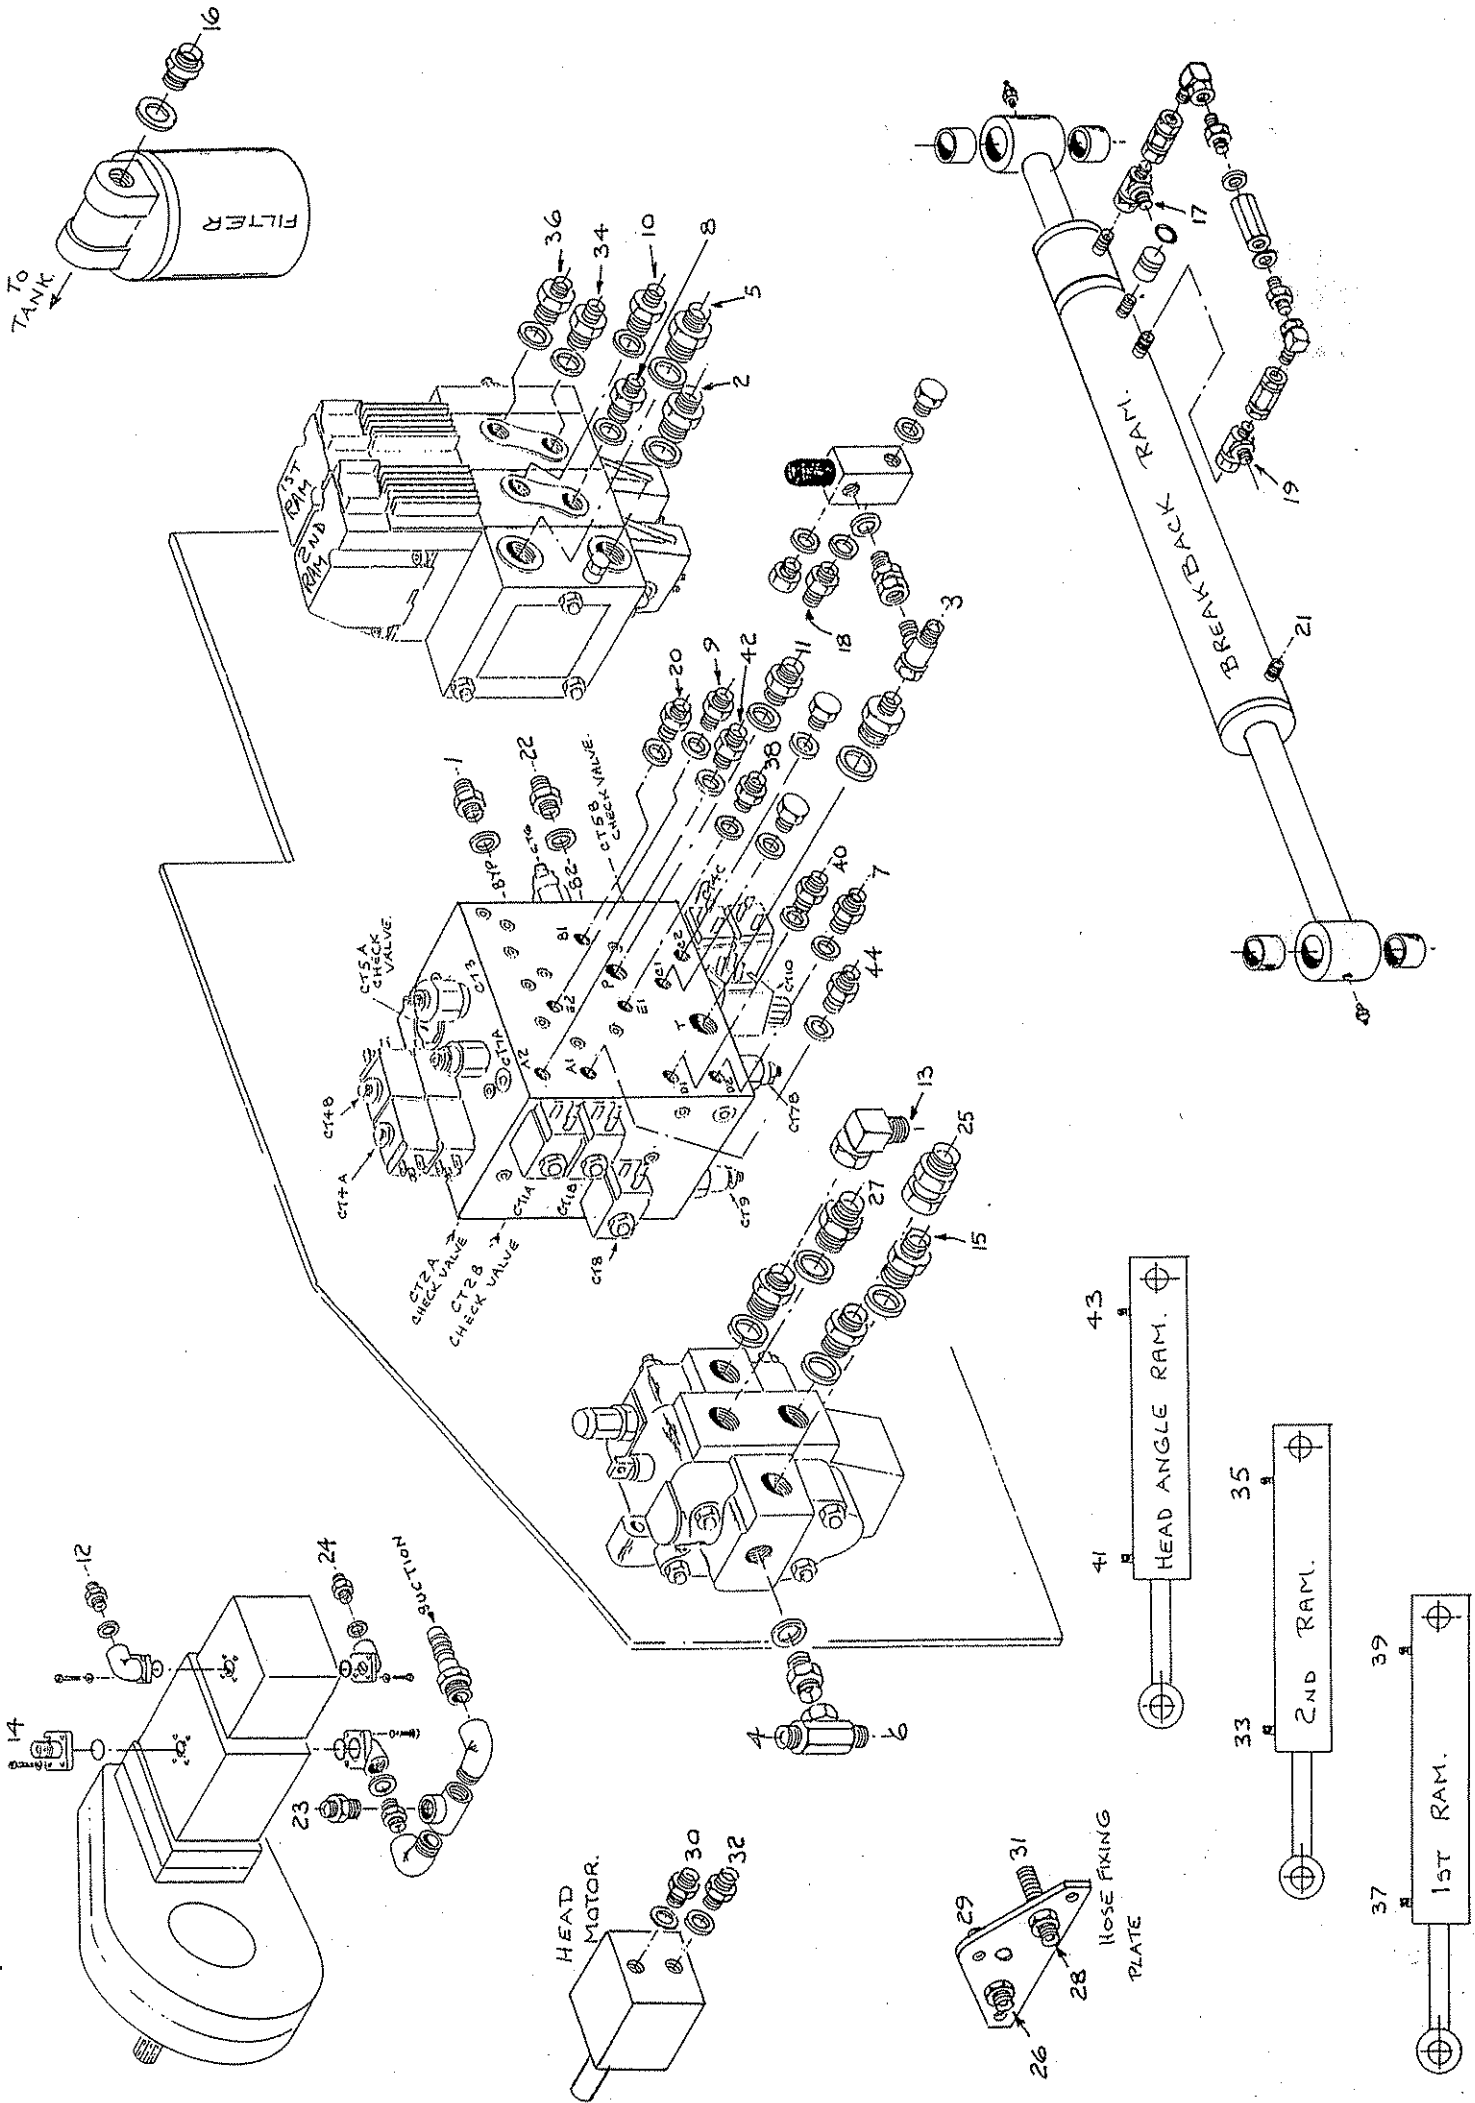 TO
TANK.
16
FILTER
36
34
10
8
5
2
1ST
RAM
2ND
RAM
17
19
BREAKBACK RAM.
21
18
3
20
9
42
11
38
40
7
44
1
22
BYP
CT6
B2
CT5B
CHECK VALVE.
CT5A
CHECK
VALVE.
CT3
CT7A
CT4B
CT4A
B1
E2
P
E1
C1
C2
A2
A1
T
D1
D2
CT4C
CT10
CT7B
CT1A
CT1B
CT8
CT9
CT2A
CHECK VALVE
CT2B
CHECK VALVE
13
25
27
15
4
6
12
24
14
23
SUCTION
HEAD
MOTOR.
30
32
29
31
28
26
HOSE FIXING
PLATE
43
41
HEAD ANGLE RAM.
35
33
2ND RAM.
39
37
1ST RAM.